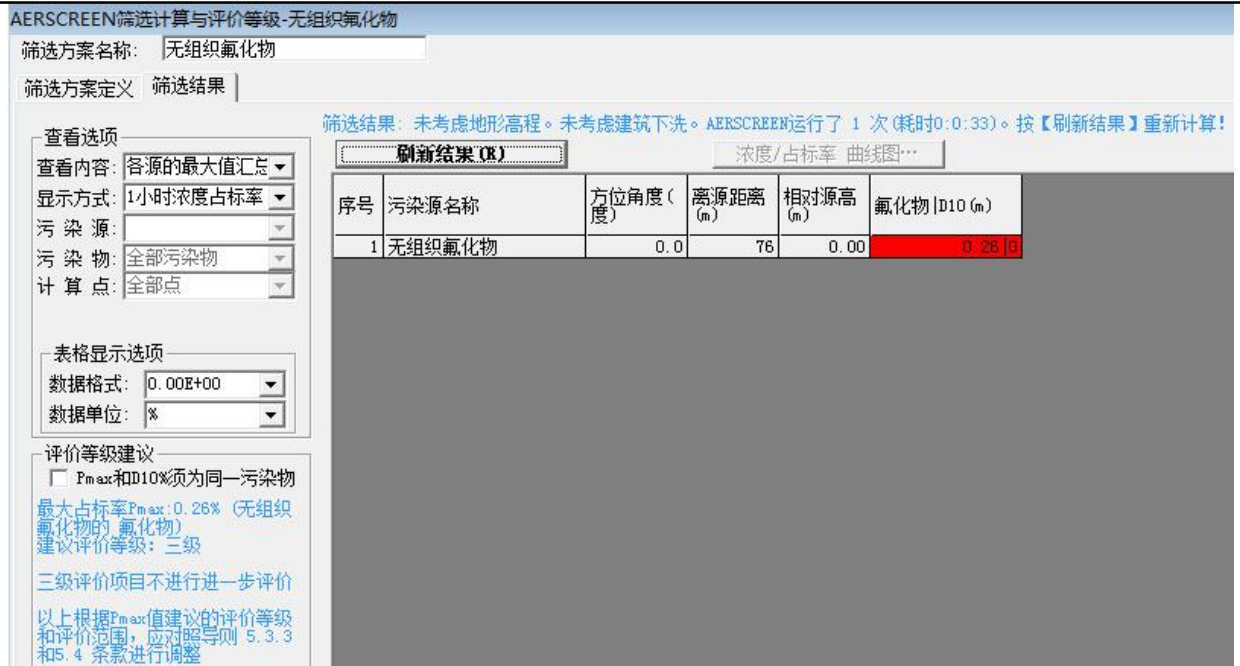 AERSCREEN筛选计算与评价等级-无组织氟化物
筛选方案名称: 无组织氟化物
筛选方案定义 筛选结果
筛选结果: 未考虑地形高程。未考虑建筑下洗。AERSCREEN运行了 1 次(耗时0:0:33)。按【刷新结果】重新计算!
查看选项
查看内容: 各源的最大值汇总
显示方式: 1小时浓度占标率
污 染 源:
污 染 物: 全部污染物
计 算 点: 全部点
刷新结果(R) 浓度/占标率 曲线图…
序号 污染源名称 方位角度(度) 离源距离(m) 相对源高(m) 氟化物|D10(m)
1 无组织氟化物 0.0 76 0.00 0.26|0
表格显示选项
数据格式: 0.00E+00
数据单位: %
评价等级建议
Pmax和D10%须为同一污染物
最大占标率Pmax:0.26% (无组织
氟化物的 氟化物)
建议评价等级: 三级
三级评价项目不进行进一步评价
以上根据Pmax值建议的评价等级
和评价范围,应对照导则 5.3.3
和5.4 条款进行调整